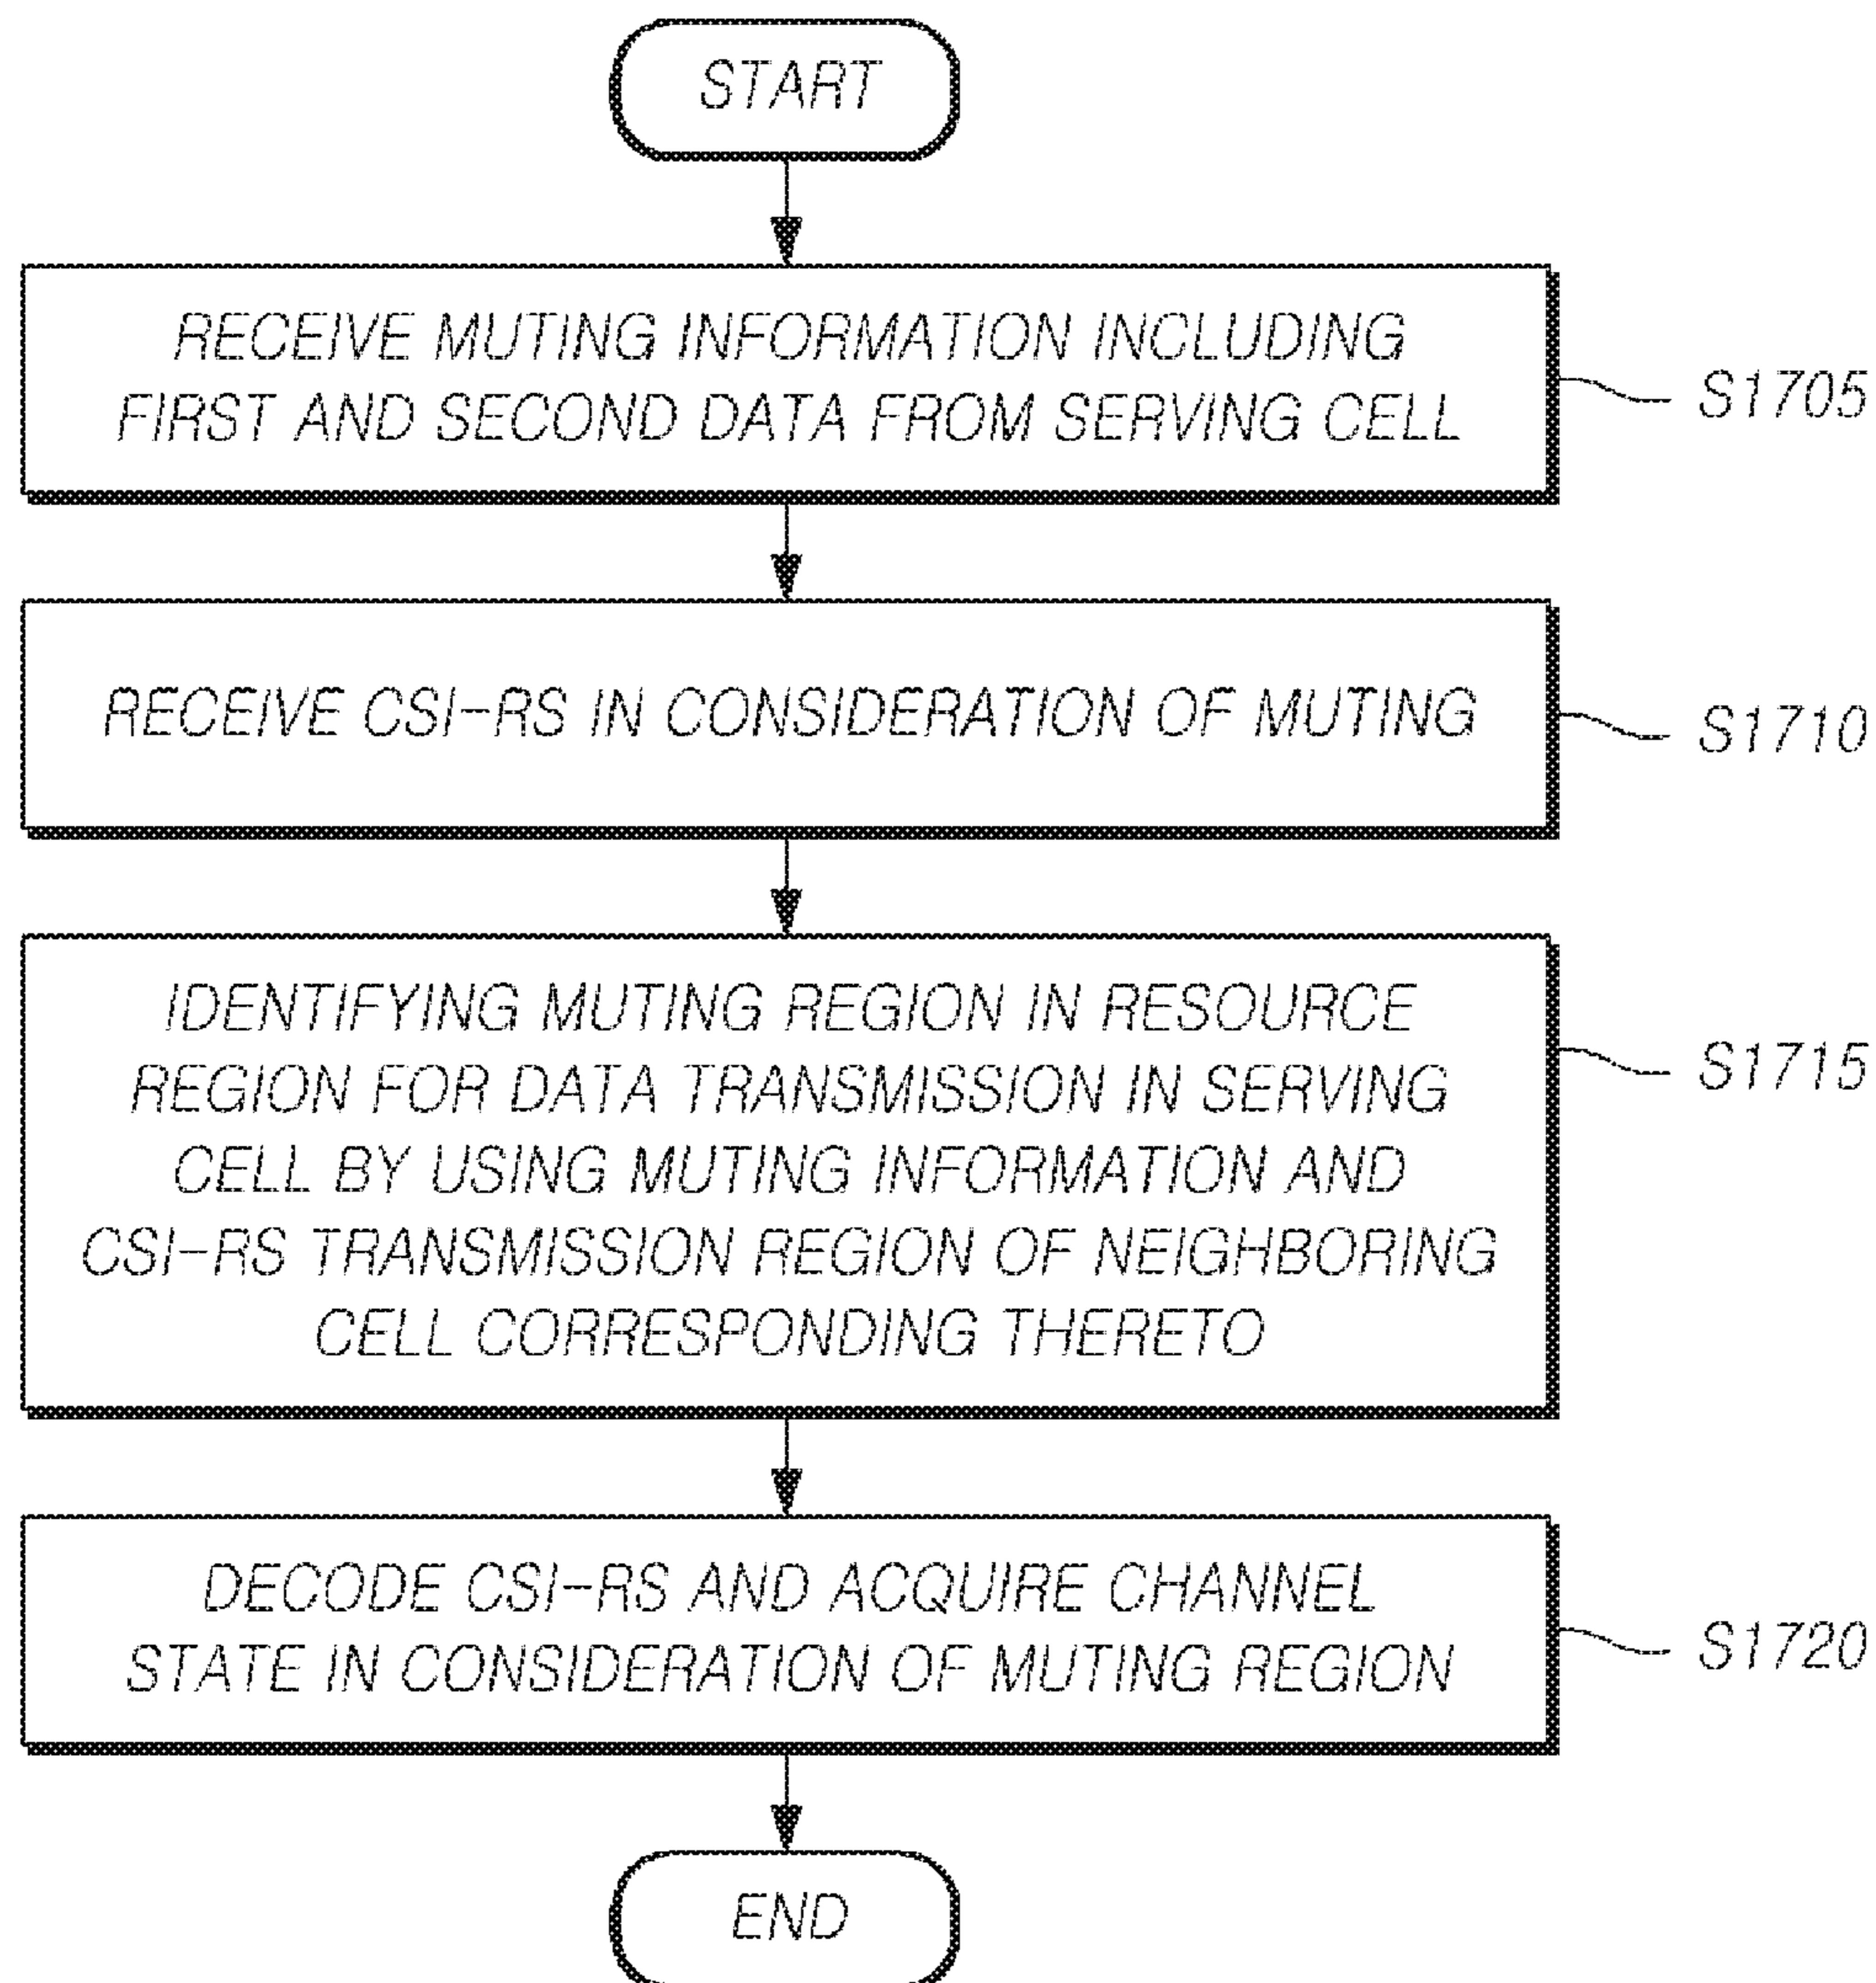 START
RECEIVE MUTING INFORMATION INCLUDING
FIRST AND SECOND DATA FROM SERVING CELL
S1705
RECEIVE CSI-RS IN CONSIDERATION OF MUTING
S1710
IDENTIFYING MUTING REGION IN RESOURCE
REGION FOR DATA TRANSMISSION IN SERVING
CELL BY USING MUTING INFORMATION AND
CSI-RS TRANSMISSION REGION OF NEIGHBORING
CELL CORRESPONDING THERETO
S1715
DECODE CSI-RS AND ACQUIRE CHANNEL
STATE IN CONSIDERATION OF MUTING REGION
S1720
END